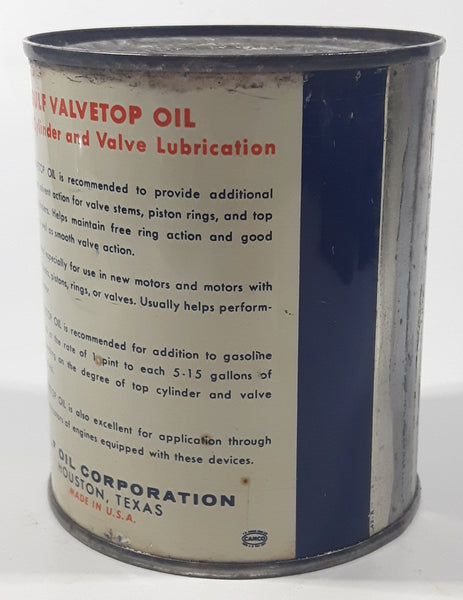 VALVETOP OIL
and Valve Lubrication
OIL is recommended to provide additional
action for valve stems, piston rings, and top
Helps maintain free ring action and good
as smooth valve action.
especially for use in new motors and motors with
pistons, rings, or valves. Usually helps perform-
OIL is recommended for addition to gasoline
at the rate of 1 pint to each 5-15 gallons of
on the degree of top cylinder and valve
OIL is also excellent for application through
of engines equipped with these devices.
OIL CORPORATION
HOUSTON, TEXAS
MADE IN U.S.A.
CANCO